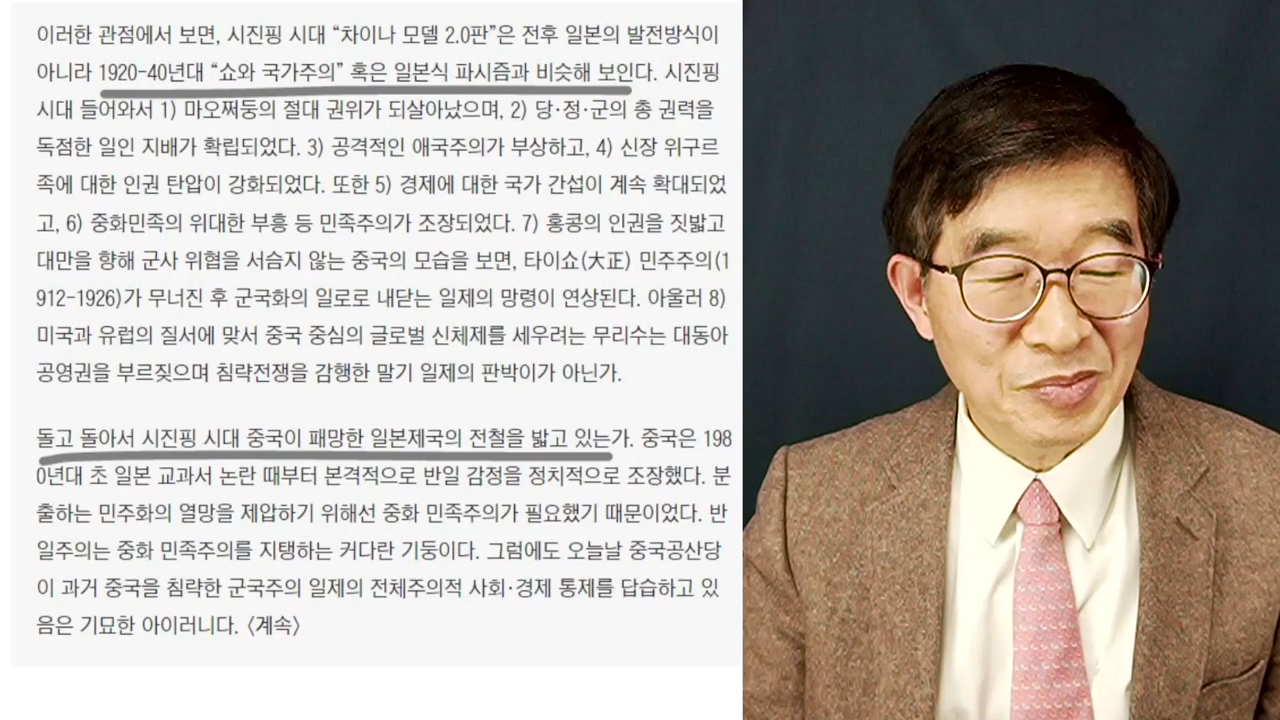 이러한 관점에서 보면, 시진핑 시대 “차이나 모델 2.0판”은 전후 일본의 발전방식이
아니라 1920-40년대 “쇼와 국가주의” 혹은 일본식 파시즘과 비슷해 보인다. 시진핑
시대 들어와서 1) 마오쩌둥의 절대 권위가 되살아났으며, 2) 당·정·군의 총 권력을
독점한 일인 지배가 확립되었다. 3) 공격적인 애국주의가 부상하고, 4) 신장 위구르
족에 대한 인권 탄압이 강화되었다. 또한 5) 경제에 대한 국가 간섭이 계속 확대되었
고, 6) 중화민족의 위대한 부흥 등 민족주의가 조장되었다. 7) 홍콩의 인권을 짓밟고
대만을 향해 군사 위협을 서슴지 않는 중국의 모습을 보면, 타이쇼(大正) 민주주의(1
912-1926)가 무너진 후 군국화의 일로로 내닫는 일제의 망령이 연상된다. 아울러 8)
미국과 유럽의 질서에 맞서 중국 중심의 글로벌 신체제를 세우려는 무리수는 대동아
공영권을 부르짖으며 침략전쟁을 감행한 말기 일제의 판박이가 아닌가.
돌고 돌아서 시진핑 시대 중국이 패망한 일본제국의 전철을 밟고 있는가. 중국은 198
0년대 초 일본 교과서 논란 때부터 본격적으로 반일 감정을 정치적으로 조장했다. 분
출하는 민주화의 열망을 제압하기 위해선 중화 민족주의가 필요했기 때문이었다. 반
일주의는 중화 민족주의를 지탱하는 커다란 기둥이다. 그럼에도 오늘날 중국공산당
이 과거 중국을 침략한 군국주의 일제의 전체주의적 사회·경제 통제를 답습하고 있
음은 기묘한 아이러니다. 〈계속〉